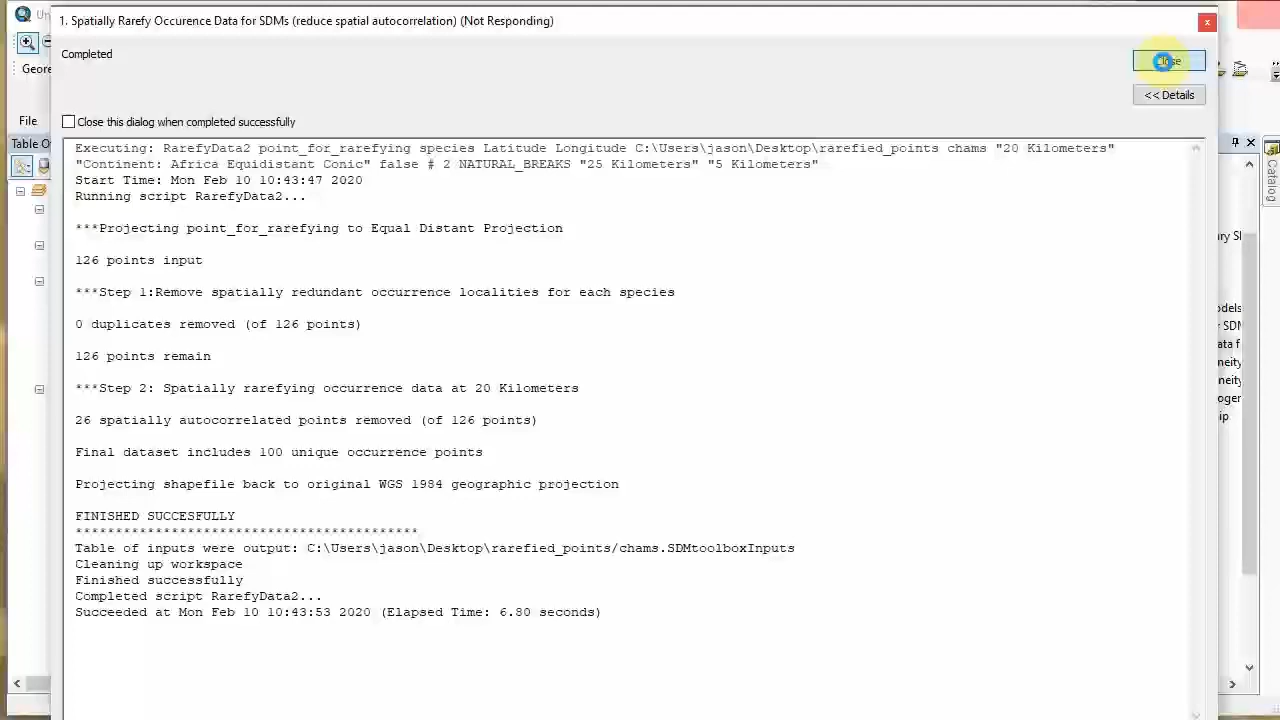 1. Spatially Rarefy Occurence Data for SDMs (reduce spatial autocorrelation) (Not Responding)
x
Completed
<< Details
Close this dialog when completed successfully
Geore
File
Table O
Catalog
Executing: RarefyData2 point_for_rarefying species Latitude Longitude C:\Users\jason\Desktop\rarefied_points chams "20 Kilometers"
"Continent: Africa Equidistant Conic" false # 2 NATURAL_BREAKS "25 Kilometers" "5 Kilometers"
Start Time: Mon Feb 10 10:43:47 2020
Running script RarefyData2...
***Projecting point_for_rarefying to Equal Distant Projection
126 points input
***Step 1:Remove spatially redundant occurrence localities for each species
0 duplicates removed (of 126 points)
126 points remain
***Step 2: Spatially rarefying occurrence data at 20 Kilometers
26 spatially autocorrelated points removed (of 126 points)
Final dataset includes 100 unique occurrence points
Projecting shapefile back to original WGS 1984 geographic projection
FINISHED SUCCESFULLY
*******************************************
Table of inputs were output: C:\Users\jason\Desktop\rarefied_points/chams.SDMtoolboxInputs
Cleaning up workspace
Finished successfully
Completed script RarefyData2...
Succeeded at Mon Feb 10 10:43:53 2020 (Elapsed Time: 6.80 seconds)